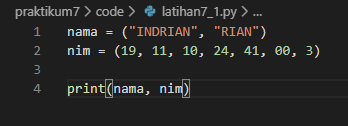 praktikum7 > code > latihan7_1.py > ...
1 nama = ("INDRIAN", "RIAN")
2 nim = (19, 11, 10, 24, 41, 00, 3)
3
4 print(nama, nim)